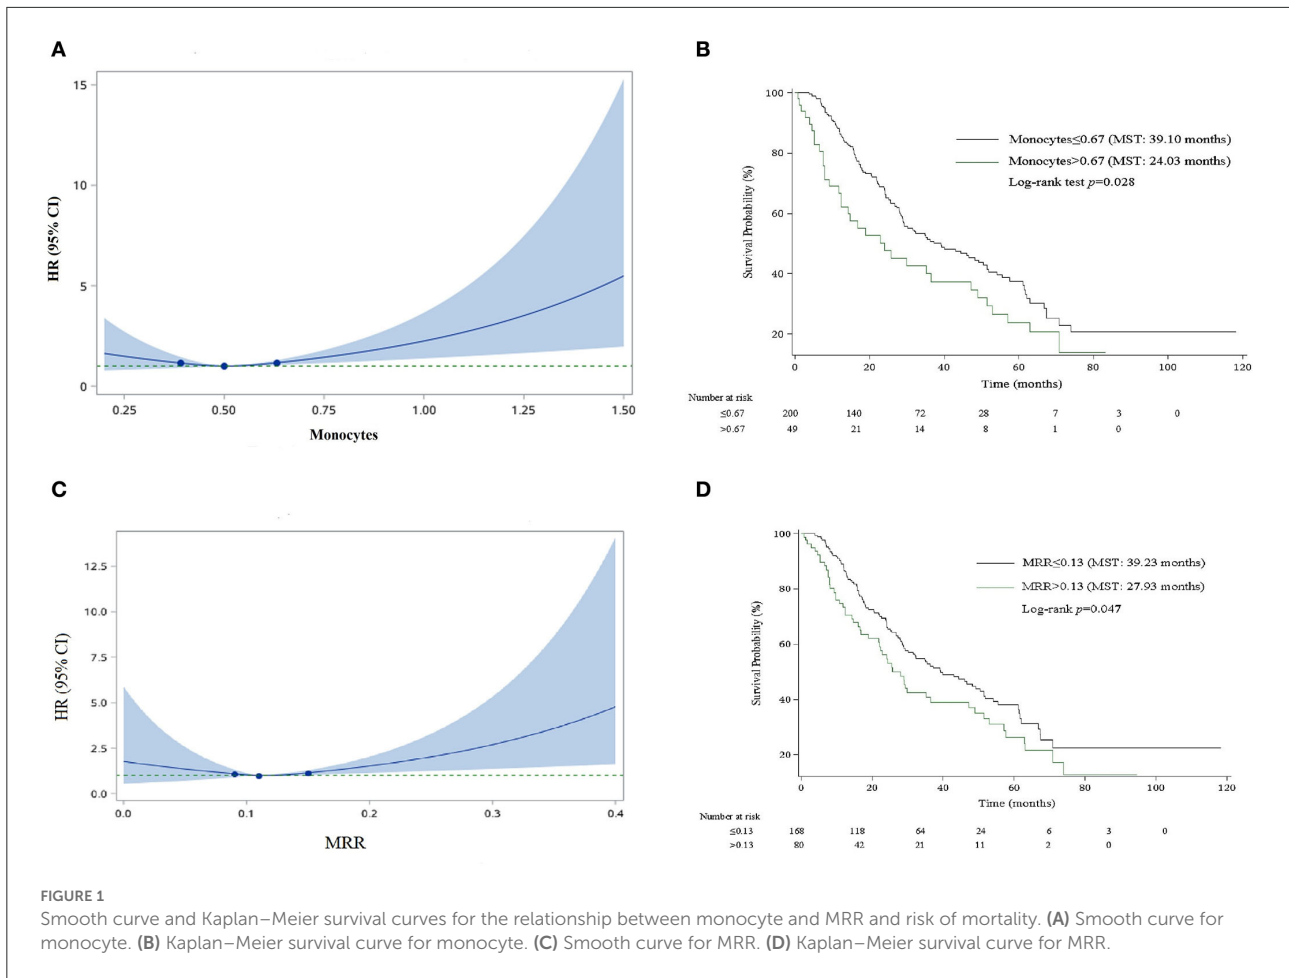 A
HR (95% CI)
15
10
5
0
0.25 0.50 0.75 1.00 1.25 1.50
Monocytes
B
Survival Probability (%)
100
80
60
40
20
Monocytes≤0.67 (MST: 39.10 months)
Monocytes>0.67 (MST: 24.03 months)
Log-rank test p=0.028
0 20 40 60 80 100 120
Time (months)
Number at risk
≤0.67 200 140 72 28 7 3 0
>0.67 49 21 14 8 1 0
C
HR (95% CI)
12.5
10.0
7.5
5.0
2.5
0.0
0.0 0.1 0.2 0.3 0.4
MRR
D
Survival Probability (%)
100
80
60
40
20
MRR≤0.13 (MST: 39.23 months)
MRR>0.13 (MST: 27.93 months)
Log-rank p=0.047
0 20 40 60 80 100 120
Time (months)
Number at risk
≤0.13 168 118 64 24 6 3 0
>0.13 80 42 21 11 2 0
FIGURE 1
Smooth curve and Kaplan–Meier survival curves for the relationship between monocyte and MRR and risk of mortality. (A) Smooth curve for
monocyte. (B) Kaplan–Meier survival curve for monocyte. (C) Smooth curve for MRR. (D) Kaplan–Meier survival curve for MRR.